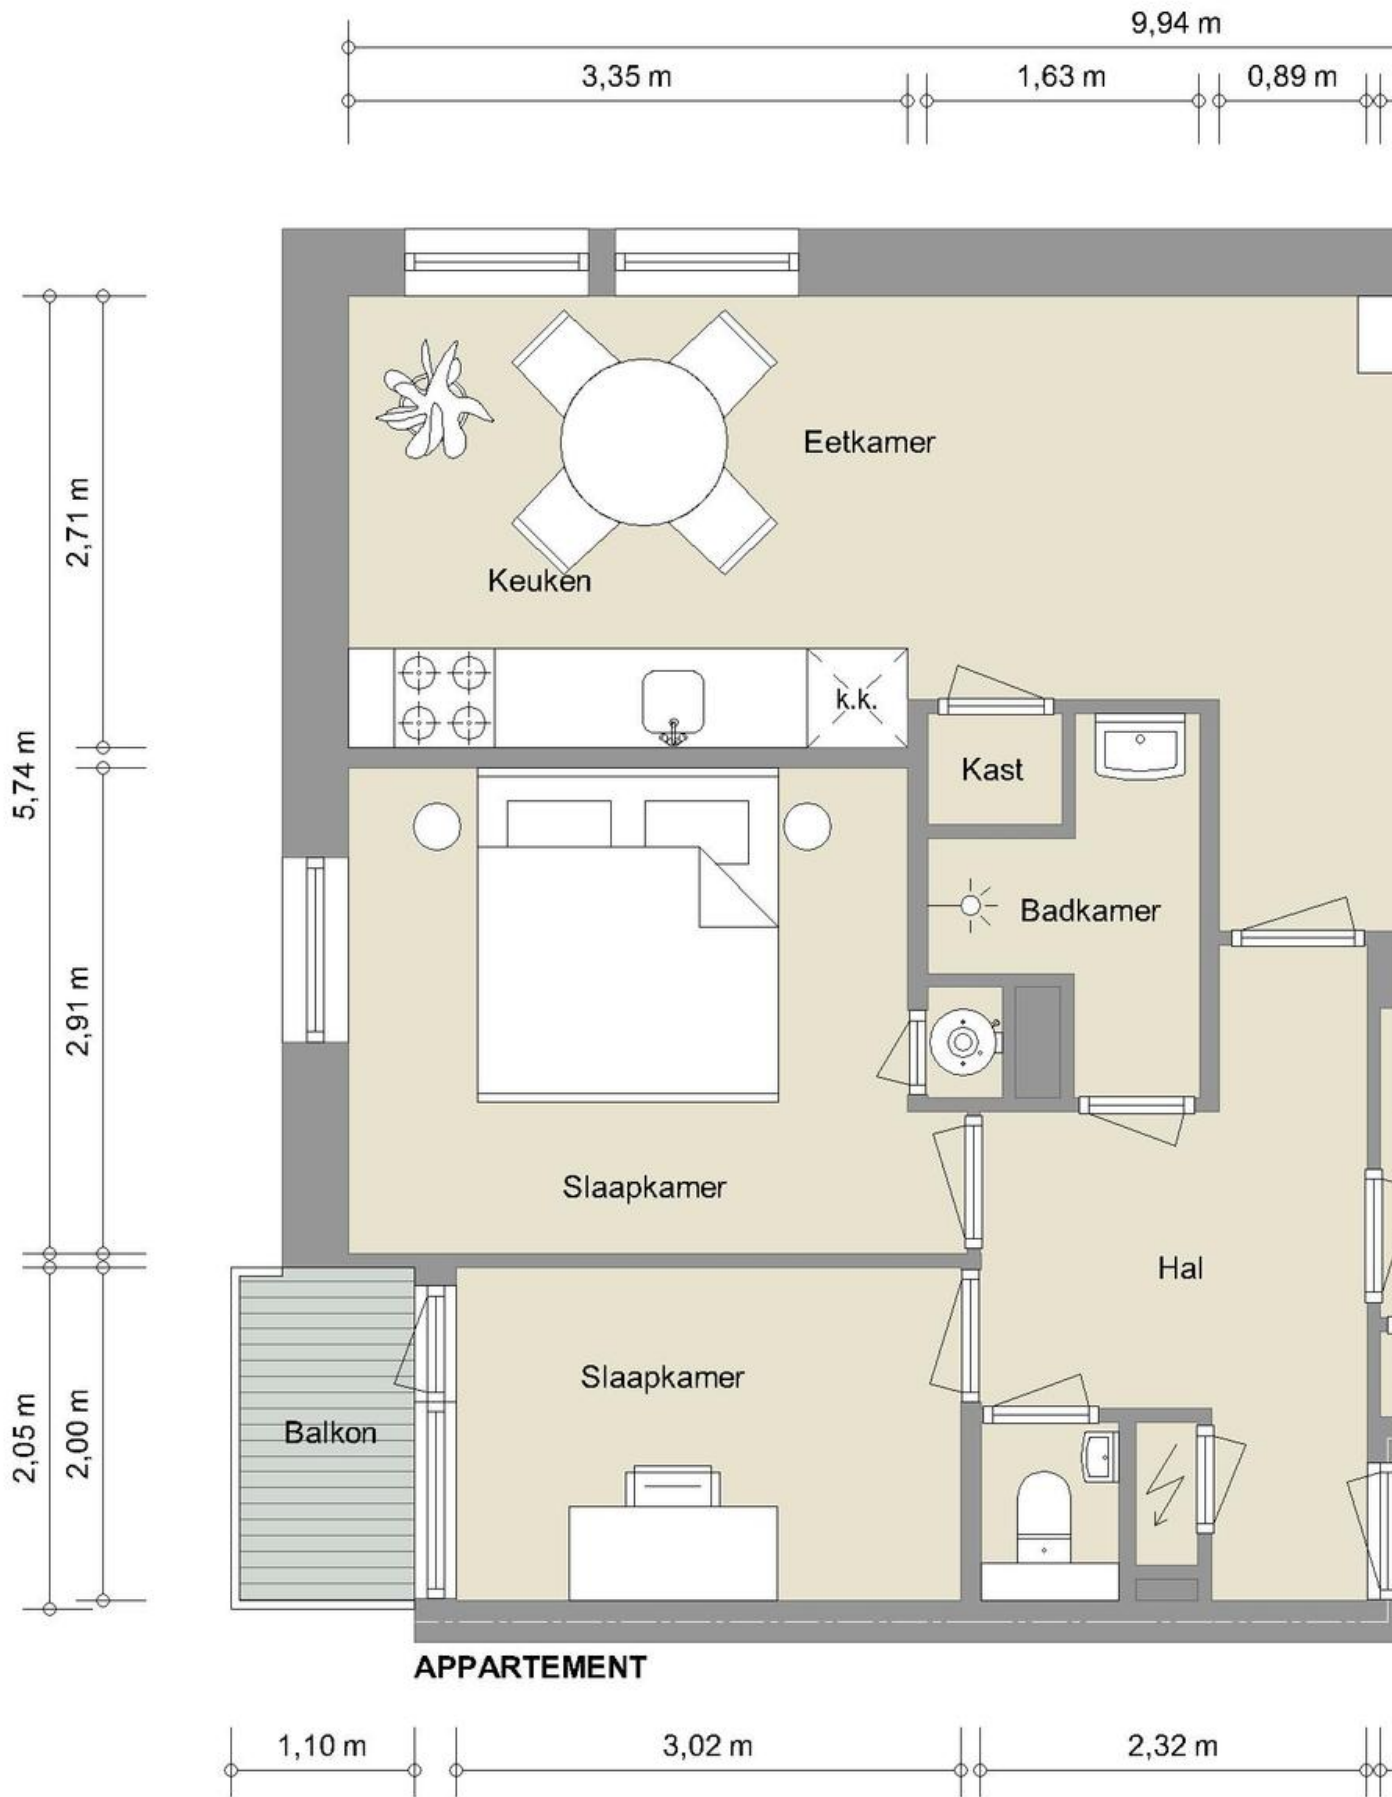 9,94 m
3,35 m
1,63 m
0,89 m
Eetkamer
2,71 m
Keuken
k.k.
5,74 m
Kast
Badkamer
2,91 m
Slaapkamer
Hal
Slaapkamer
Balkon
2,05 m
2,00 m
APPARTEMENT
1,10 m
3,02 m
2,32 m